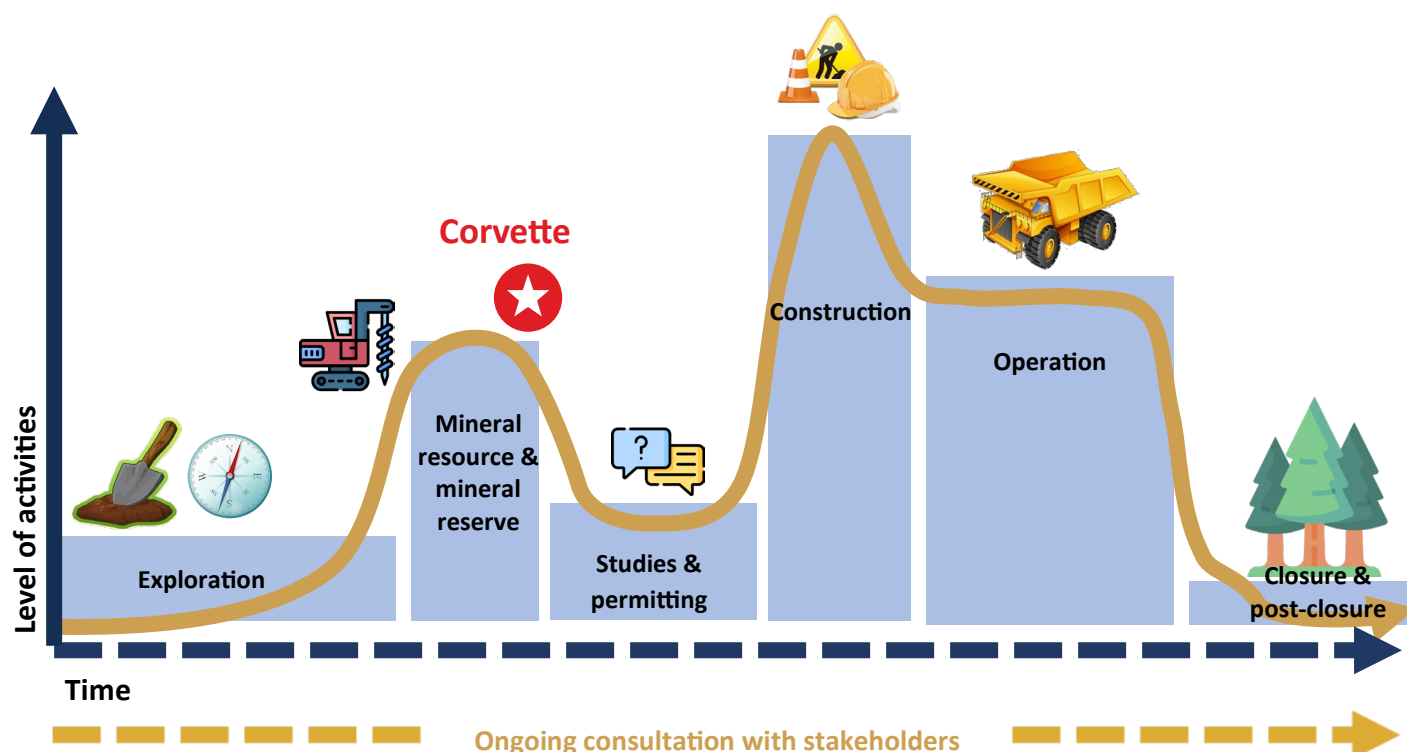 Corvette
Construction
Operation
Mineral
resource &
mineral
reserve
Studies &
permitting
Exploration
Closure &
post-closure
Level of activities
Time
Ongoing consultation with stakeholders